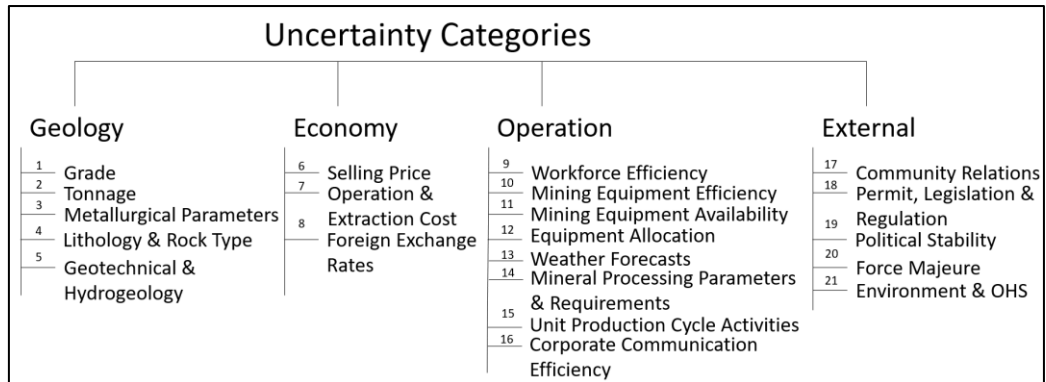 Uncertainty Categories
Geology
1 Grade
2 Tonnage
3 Metallurgical Parameters
4 Lithology & Rock Type
5 Geotechnical &
Hydrogeology
Economy
6 Selling Price
7 Operation &
Extraction Cost
8 Foreign Exchange
Rates
Operation
9 Workforce Efficiency
10 Mining Equipment Efficiency
11 Mining Equipment Availability
12 Equipment Allocation
13 Weather Forecasts
14 Mineral Processing Parameters
& Requirements
15 Unit Production Cycle Activities
16 Corporate Communication
Efficiency
External
17 Community Relations
18 Permit, Legislation &
Regulation
19 Political Stability
20 Force Majeure
21 Environment & OHS